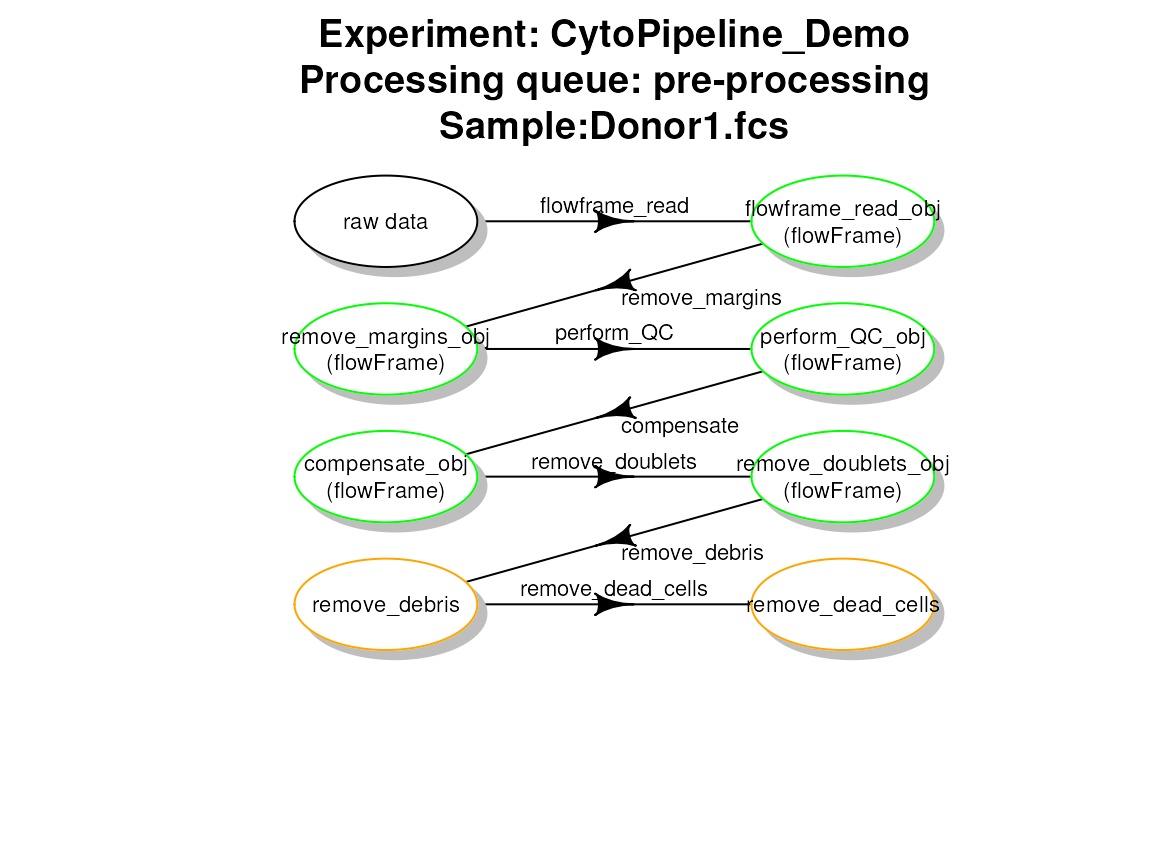 Experiment: CytoPipeline_Demo
Processing queue: pre-processing
Sample:Donor1.fcs
raw data
flowframe_read
flowframe_read_obj
(flowFrame)
remove_margins
remove_margins_obj
(flowFrame)
perform_QC
perform_QC_obj
(flowFrame)
compensate
compensate_obj
(flowFrame)
remove_doublets
remove_doublets_obj
(flowFrame)
remove_debris
remove_debris
remove_dead_cells
remove_dead_cells